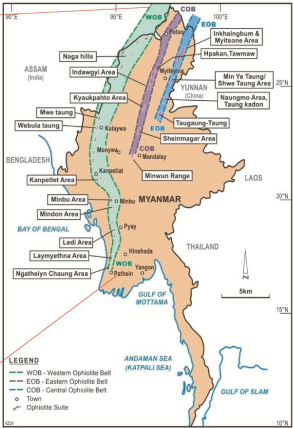 95°E
100°E
WOB
COB
EOB
Putao
Inkhaingbum &
Myitsone Area
Naga hills
Hpakan,Tawmaw
ASSAM
(India)
Indawgyi Area
Myitkyina
YUNNAN
(China)
Min Ye Taung/
Shwe Taung Area
25°N
Kyaukpahto Area
Naungmo Area,
Taung kadon
Mwe taung
Webula taung
Kalaywa
EOB
Taugaung-Taung
Sheinmagar Area
COB
Monywa
Mandalay
BANGLADESH
Kanpetlat
Minwun Range
LAOS
Kanpetlet Area
MYANMAR
20°N
Minbu Area
Minbu
Mindon Area
BAY OF BENGAL
Pyay
Ledi Area
THAILAND
Laymyethna Area
Hinshada
WOB
Yangon
Ngatheiyn Chaung Area
Pathein
N
5km
GULF OF
MOTTAMA
15°N
LEGEND
WOB - Western Ophiolite Belt
EOB - Eastern Ophiolite Belt
COB - Central Ophiolite Belt
Town
Ophiolite Suite
ANDAMAN SEA
(KATPALI SEA)
GULF OF SLAM
95°E
100°E
10°N